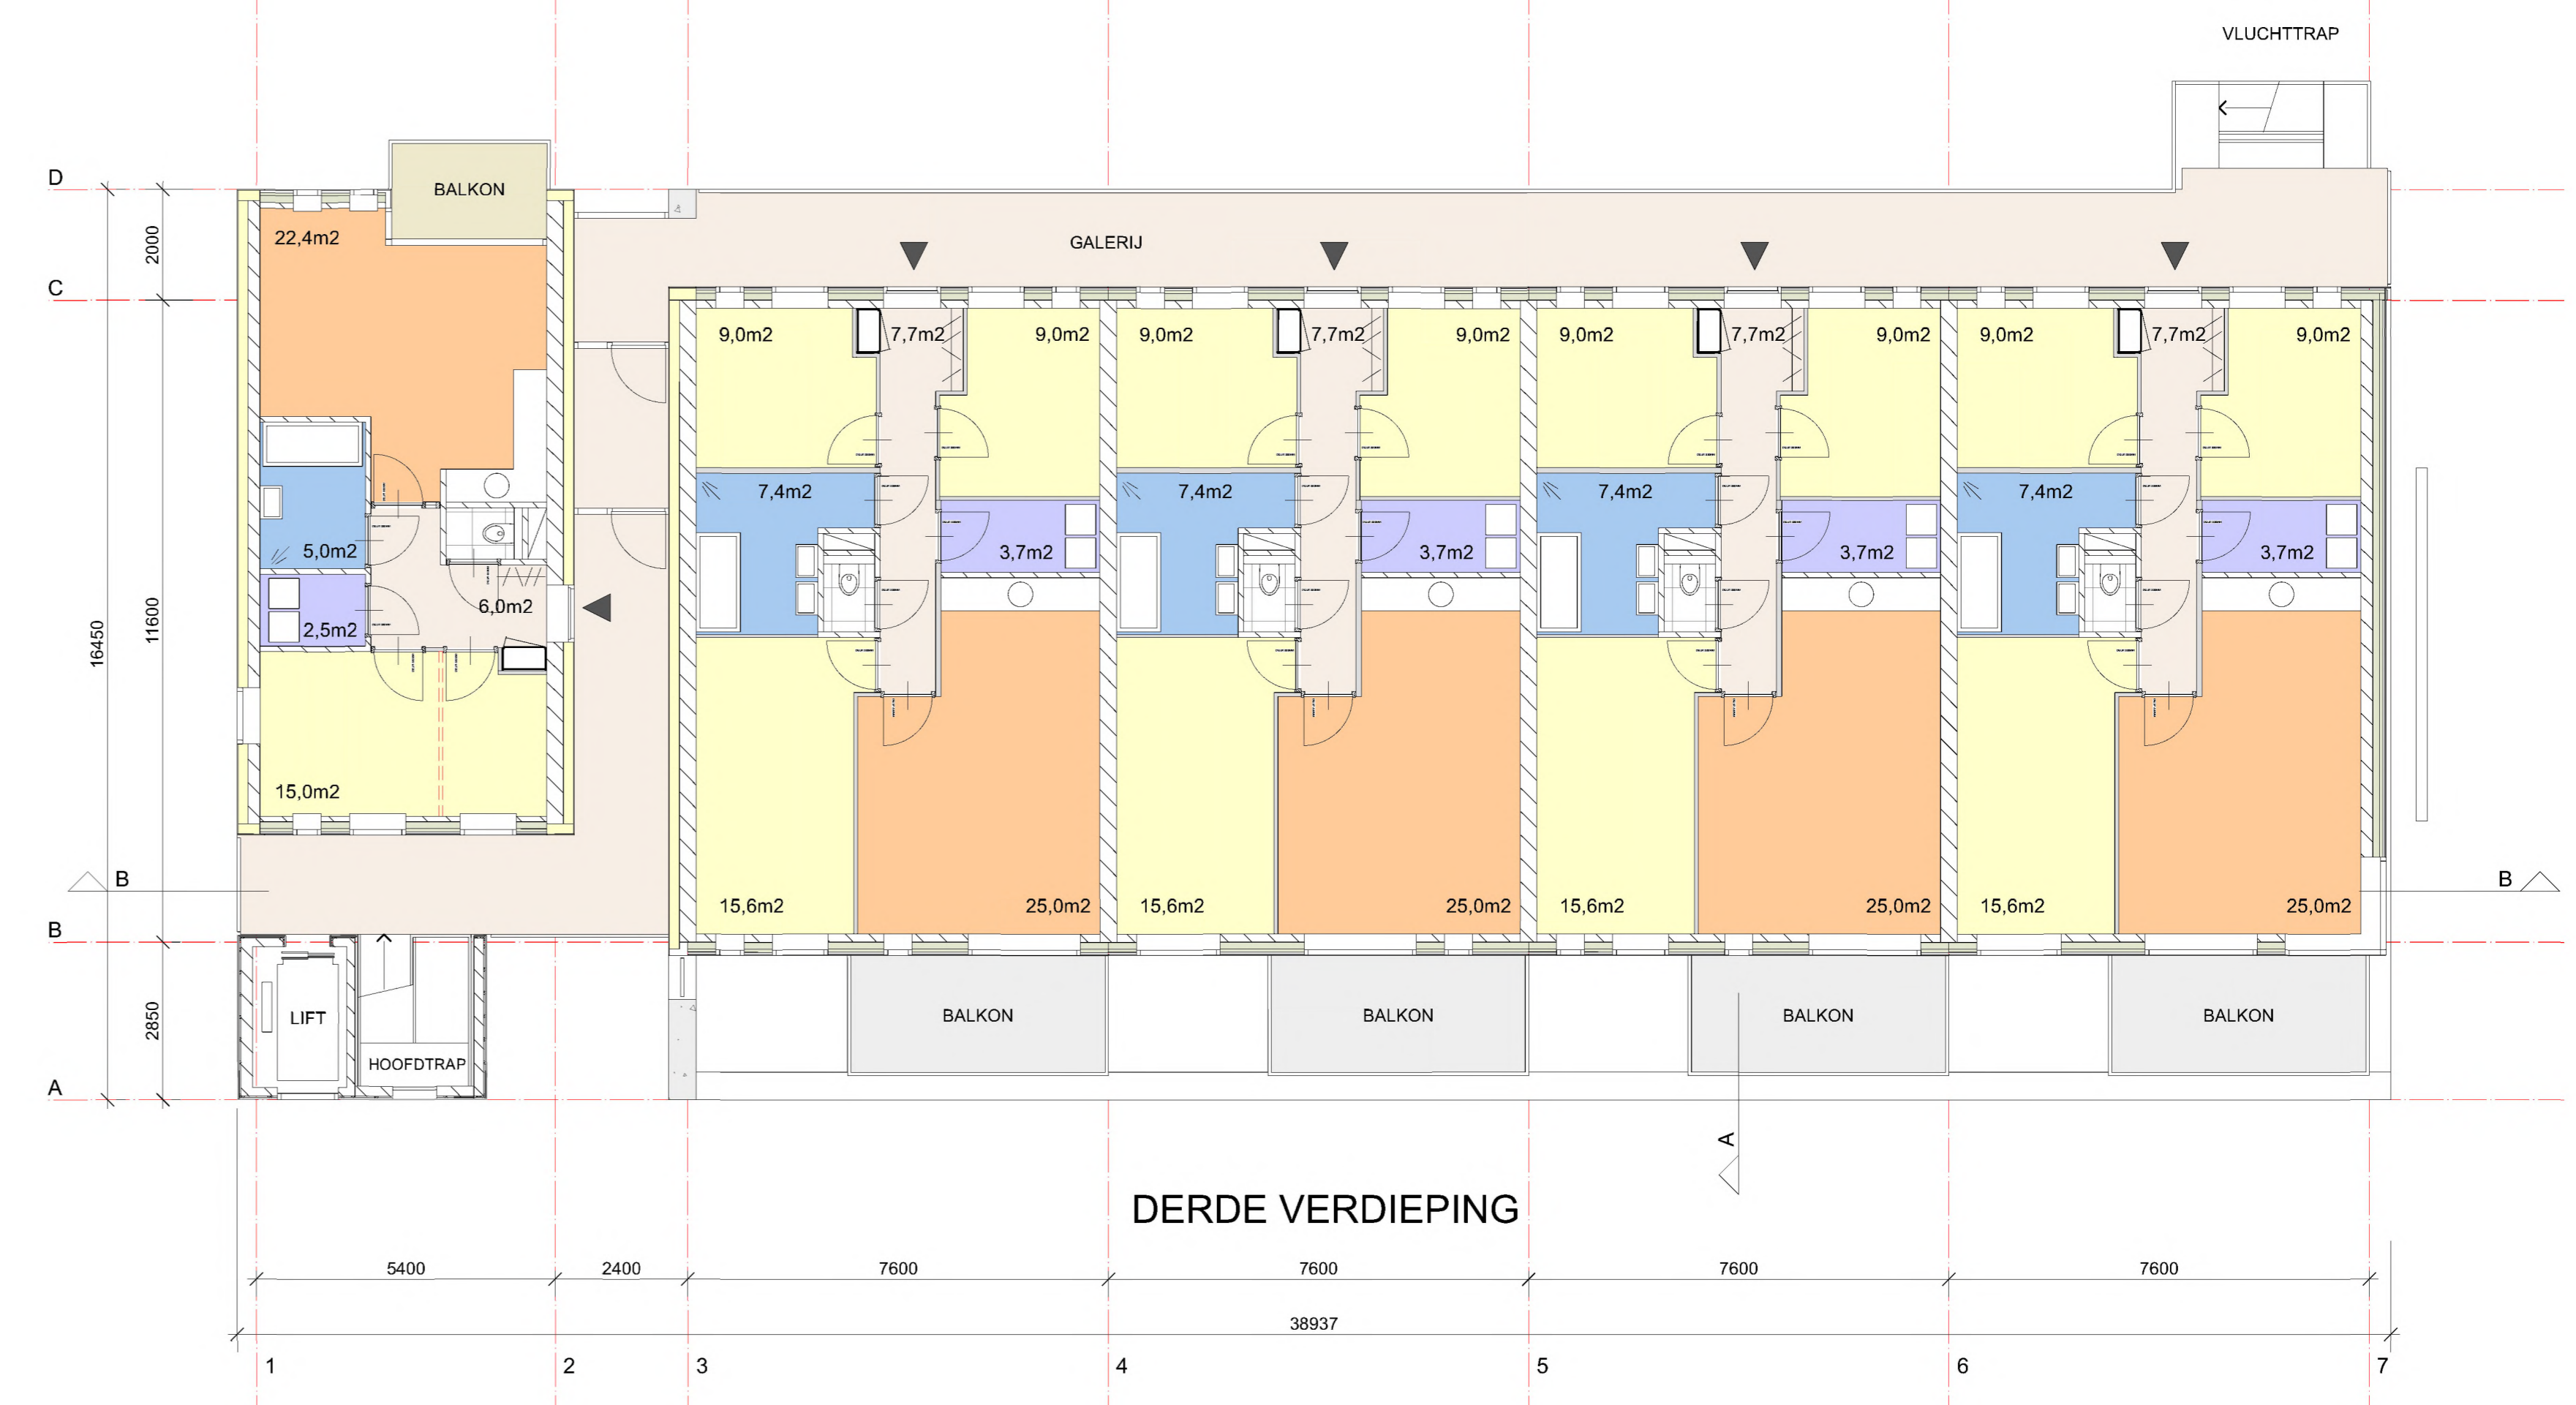 VLUCHTTRAP
D
BALKON
2000
22,4m2
GALERIJ
C
9,0m2
7,7m2
9,0m2
9,0m2
7,7m2
9,0m2
9,0m2
7,7m2
9,0m2
9,0m2
7,7m2
9,0m2
7,4m2
7,4m2
7,4m2
7,4m2
5,0m2
3,7m2
3,7m2
3,7m2
3,7m2
6,0m2
2,5m2
16450
11600
15,0m2
B
B
15,6m2
25,0m2
15,6m2
25,0m2
15,6m2
25,0m2
15,6m2
25,0m2
B
2850
LIFT
BALKON
BALKON
BALKON
BALKON
HOOFDTRAP
A
A
DERDE VERDIEPING
5400
2400
7600
7600
7600
7600
38937
1
2
3
4
5
6
7